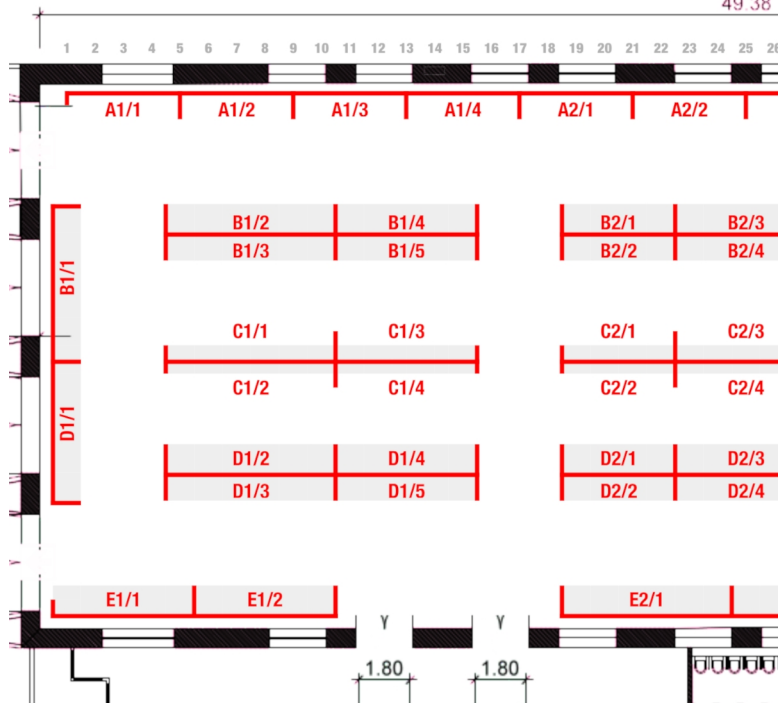 49.38
1 2 3 4 5 6 7 8 9 10 11 12 13 14 15 16 17 18 19 20 21 22 23 24 25 26
A1/1 A1/2 A1/3 A1/4 A2/1 A2/2
B1/2 B1/4 B2/1 B2/3
B1/3 B1/5 B2/2 B2/4
B1/1
C1/1 C1/3 C2/1 C2/3
C1/2 C1/4 C2/2 C2/4
D1/1
D1/2 D1/4 D2/1 D2/3
D1/3 D1/5 D2/2 D2/4
E1/1 E1/2 E2/1
Y Y
1.80 1.80